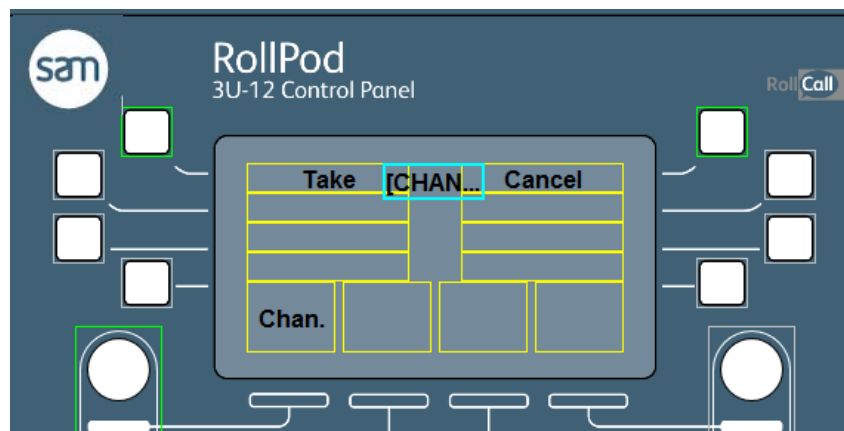 sam
RollPod
3U-12 Control Panel
RollCall
Take [CHAN... Cancel
Chan.